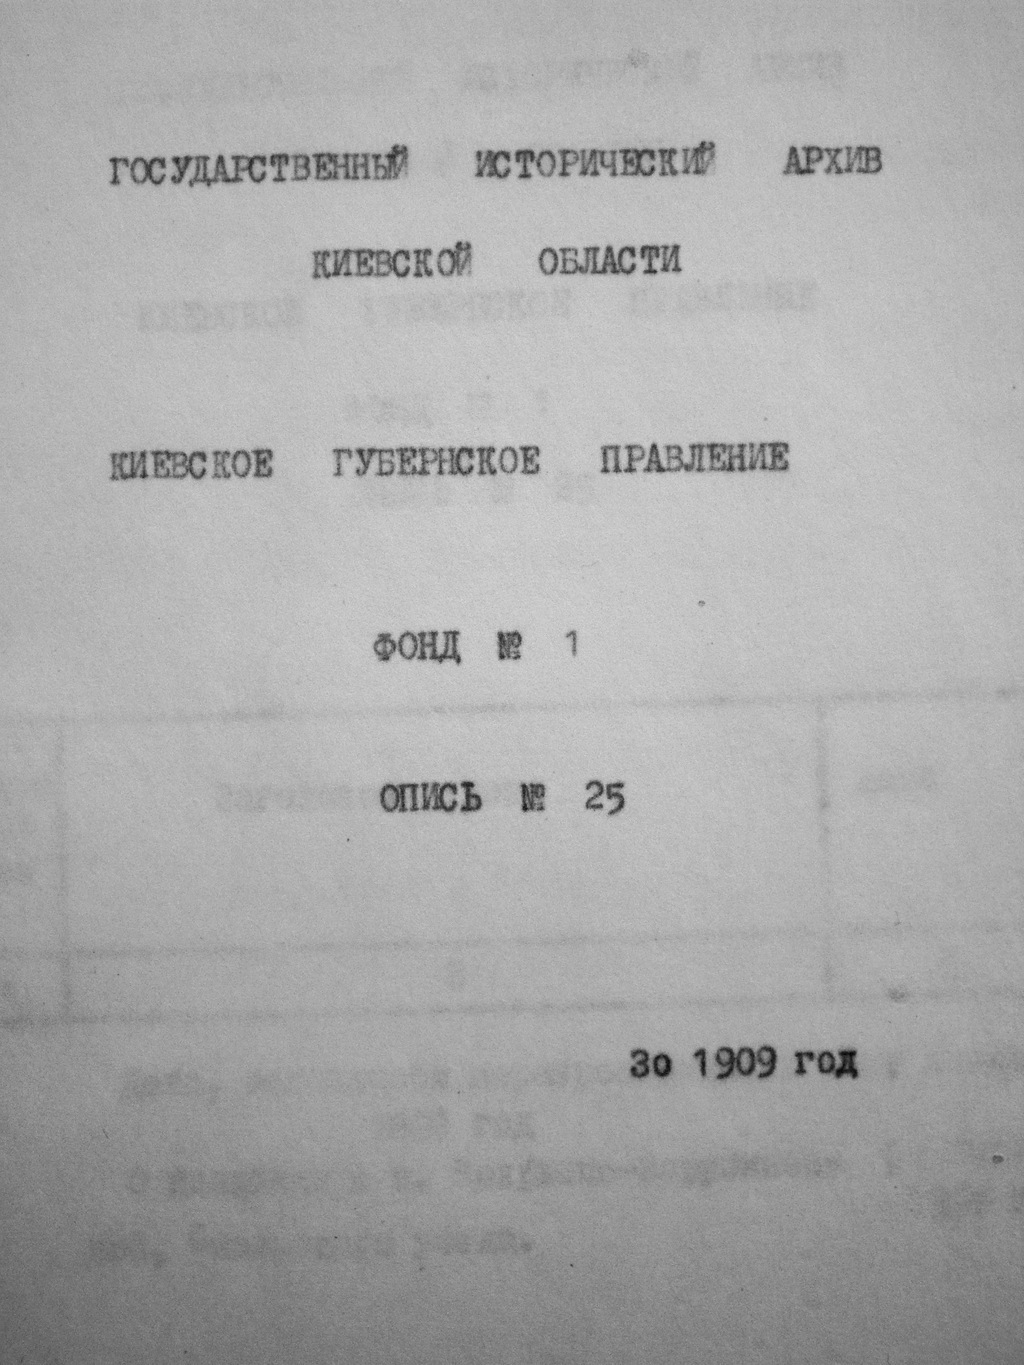 ГОСУДАРСТВЕННЫЙ ИСТОРИЧЕСКИЙ АРХИВ
КИЕВСКОЙ ОБЛАСТИ
КИЕВСКОЕ ГУБЕРНСКОЕ ПРАВЛЕНИЕ
ФОНД № 1
ОПИСЬ № 25
Зо 1909 год